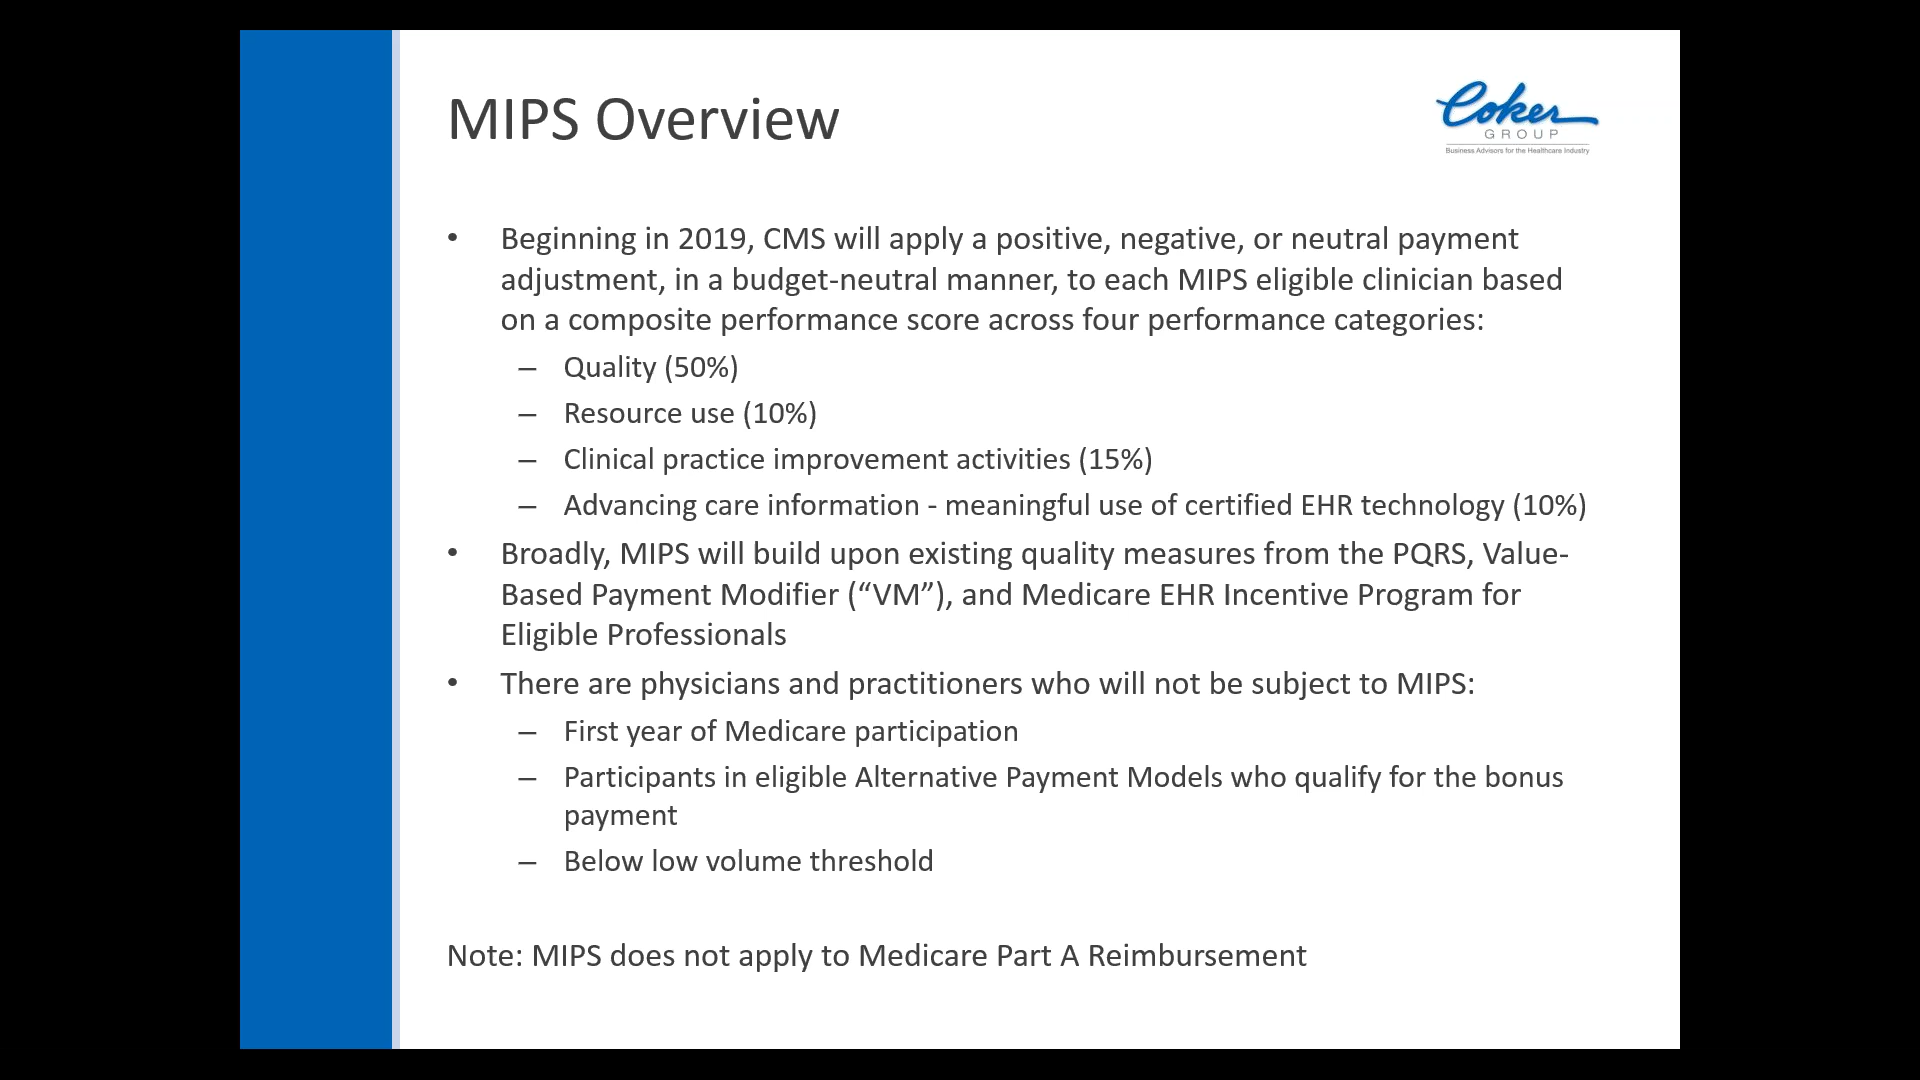 MIPS Overview
Coker
GROUP
Business Advisors for the Healthcare Industry
• Beginning in 2019, CMS will apply a positive, negative, or neutral payment
adjustment, in a budget-neutral manner, to each MIPS eligible clinician based
on a composite performance score across four performance categories:
– Quality (50%)
– Resource use (10%)
– Clinical practice improvement activities (15%)
– Advancing care information - meaningful use of certified EHR technology (10%)
• Broadly, MIPS will build upon existing quality measures from the PQRS, Value-
Based Payment Modifier (“VM”), and Medicare EHR Incentive Program for
Eligible Professionals
• There are physicians and practitioners who will not be subject to MIPS:
– First year of Medicare participation
– Participants in eligible Alternative Payment Models who qualify for the bonus
payment
– Below low volume threshold
Note: MIPS does not apply to Medicare Part A Reimbursement